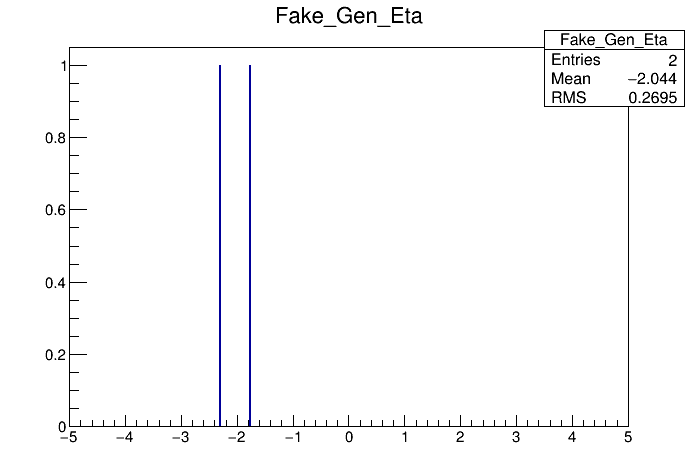 Fake_Gen_Eta
Fake_Gen_Eta
Entries 2
Mean −2.044
RMS 0.2695
1
0.8
0.6
0.4
0.2
0
−5 −4 −3 −2 −1 0 1 2 3 4 5